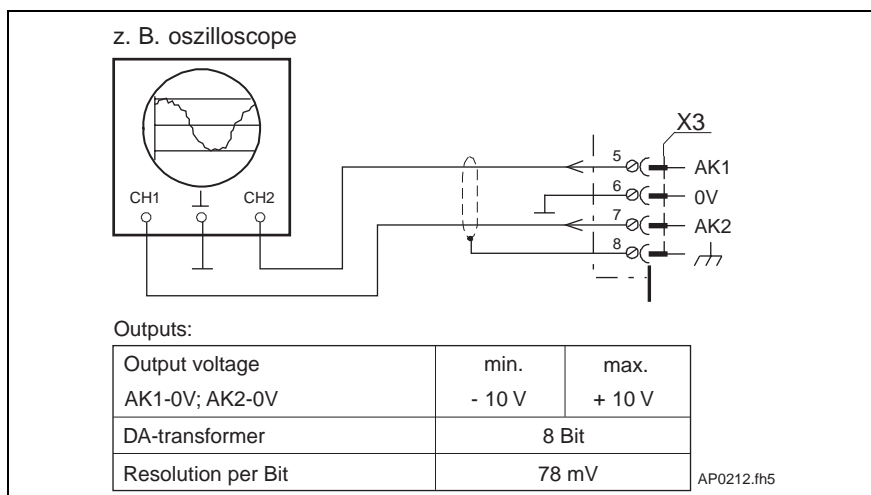 z. B. oszilloscope
CH1
CH2
X3
5 AK1
6 0V
7 AK2
8
Outputs:
Output voltage min. max.
AK1-0V; AK2-0V - 10 V + 10 V
DA-transformer 8 Bit
Resolution per Bit 78 mV
AP0212.fh5